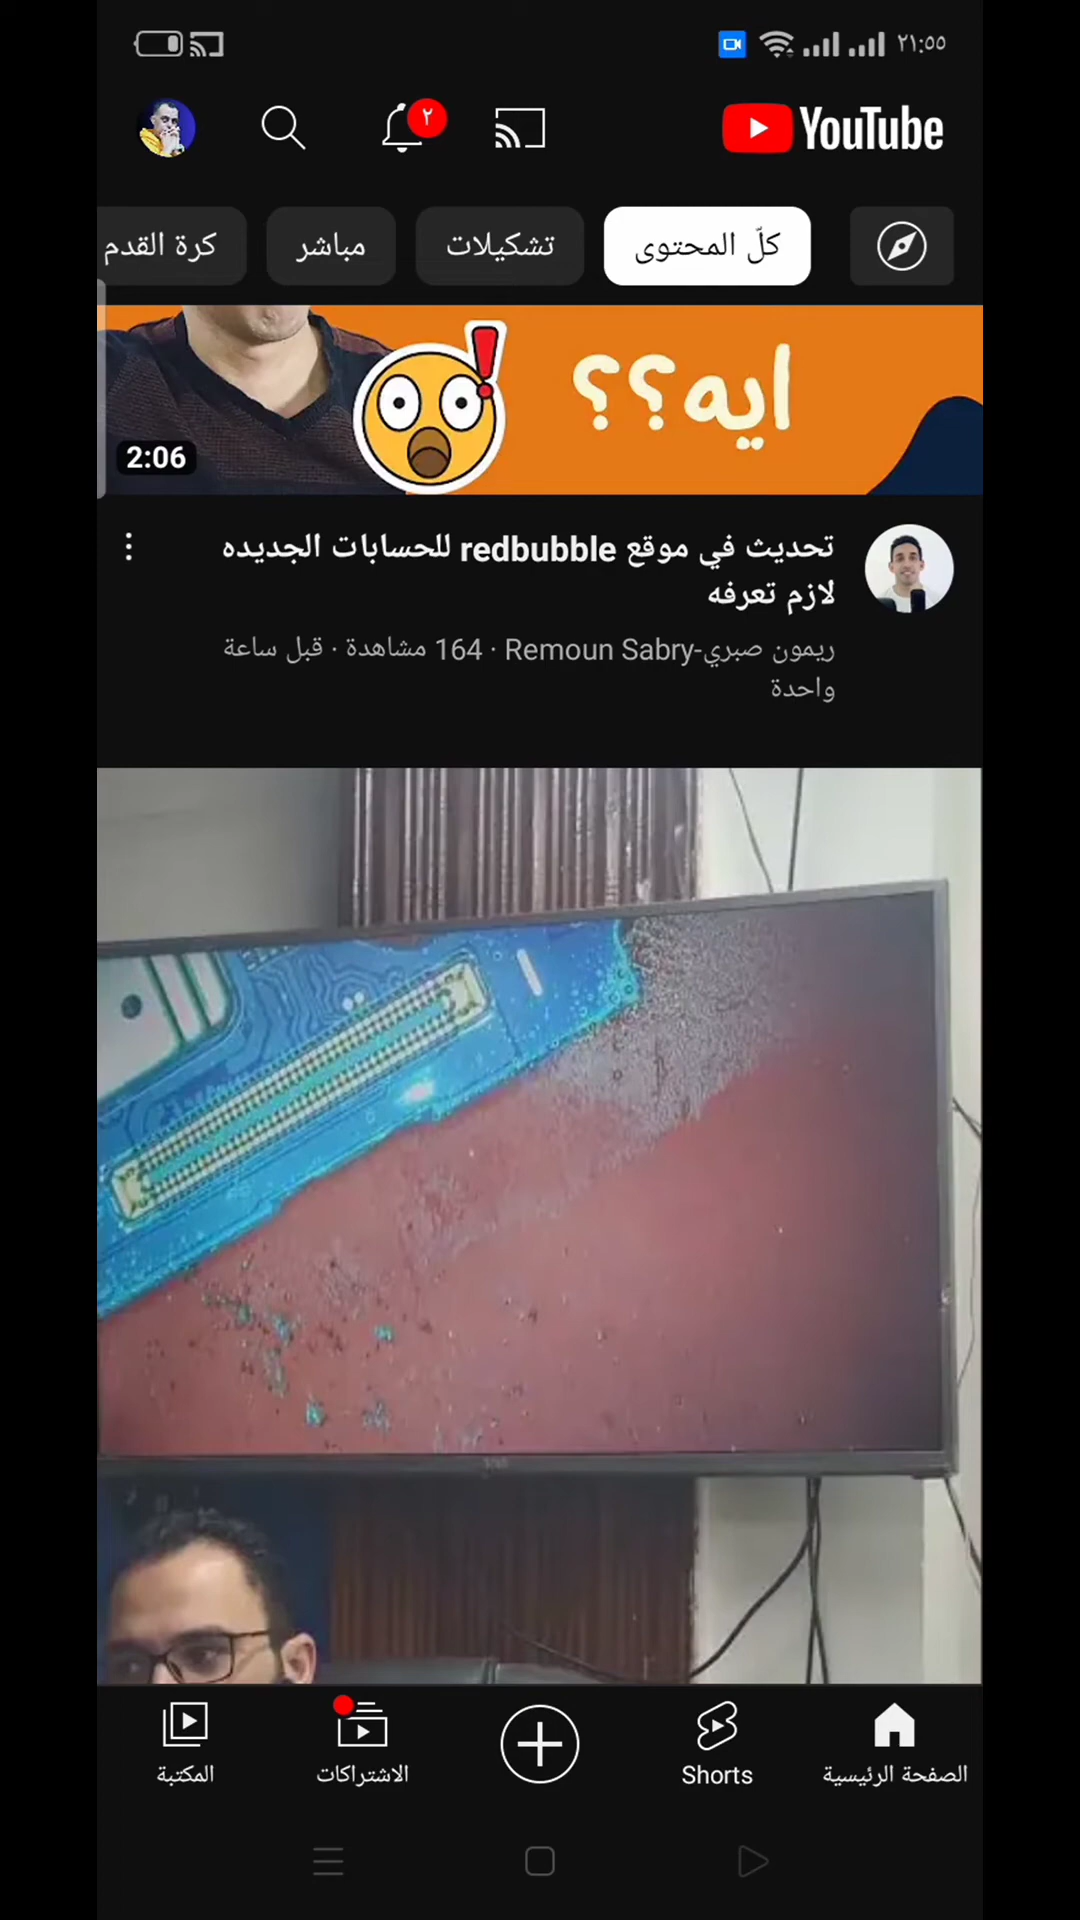 ٢١:٥٥
YouTube
٢
كلّ المحتوى
تشكيلات
مباشر
كرة القدم
ايه؟؟
2:06
تحديث في موقع redbubble للحسابات الجديده
لازم تعرفه
ريمون صبري-Remoun Sabry · 164 مشاهدة · قبل ساعة
واحدة
الصفحة الرئيسية
Shorts
الاشتراكات
المكتبة